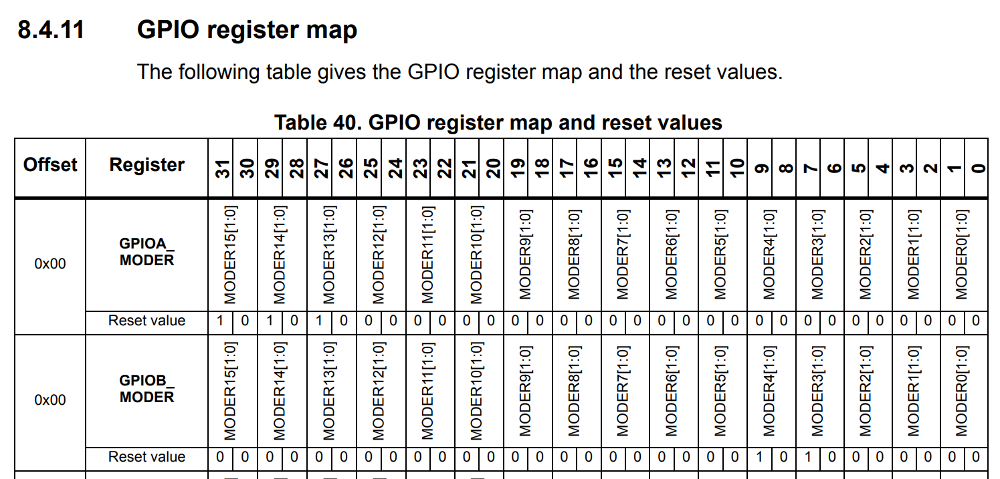 8.4.11 GPIO register map
The following table gives the GPIO register map and the reset values.
Table 40. GPIO register map and reset values
Offset Register 31 30 29 28 27 26 25 24 23 22 21 20 19 18 17 16 15 14 13 12 11 10 9 8 7 6 5 4 3 2 1 0
0x00 GPIOA_ MODER15[1:0] MODER14[1:0] MODER13[1:0] MODER12[1:0] MODER11[1:0] MODER10[1:0] MODER9[1:0] MODER8[1:0] MODER7[1:0] MODER6[1:0] MODER5[1:0] MODER4[1:0] MODER3[1:0] MODER2[1:0] MODER1[1:0] MODER0[1:0]
MODER
Reset value 1 0 1 0 1 0 0 0 0 0 0 0 0 0 0 0 0 0 0 0 0 0 0 0 0 0 0 0 0 0 0 0
0x00 GPIOB_ MODER15[1:0] MODER14[1:0] MODER13[1:0] MODER12[1:0] MODER11[1:0] MODER10[1:0] MODER9[1:0] MODER8[1:0] MODER7[1:0] MODER6[1:0] MODER5[1:0] MODER4[1:0] MODER3[1:0] MODER2[1:0] MODER1[1:0] MODER0[1:0]
MODER
Reset value 0 0 0 0 0 0 0 0 0 0 0 0 0 0 0 0 0 0 0 0 0 0 1 0 1 0 0 0 0 0 0 0